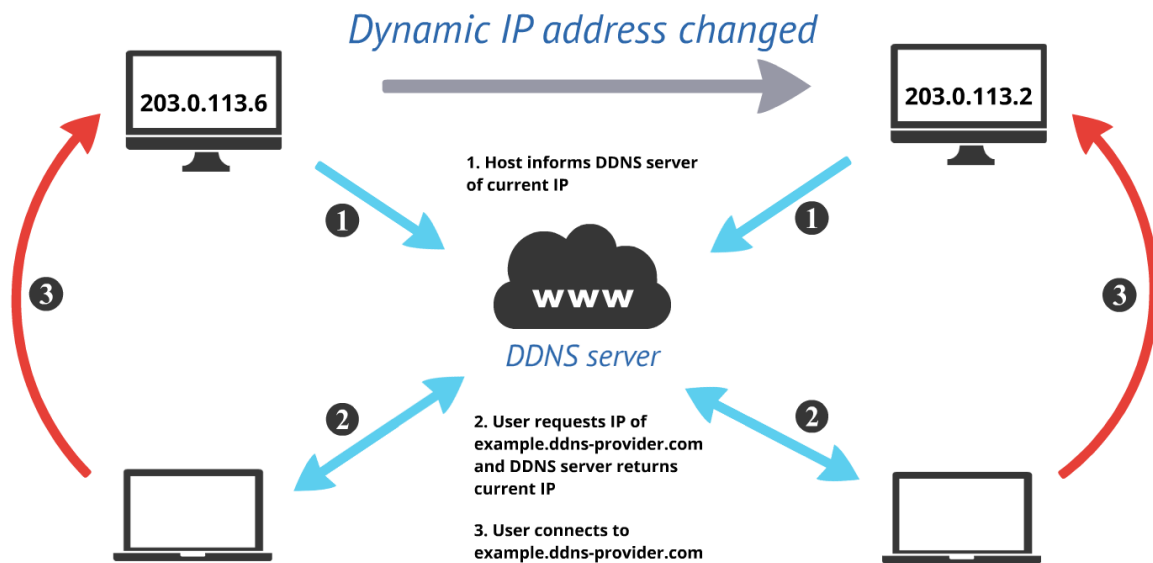 Dynamic IP address changed
203.0.113.6
203.0.113.2
1. Host informs DDNS server
of current IP
1
1
www
3
3
DDNS server
2
2
2. User requests IP of
example.ddns-provider.com
and DDNS server returns
current IP
3. User connects to
example.ddns-provider.com